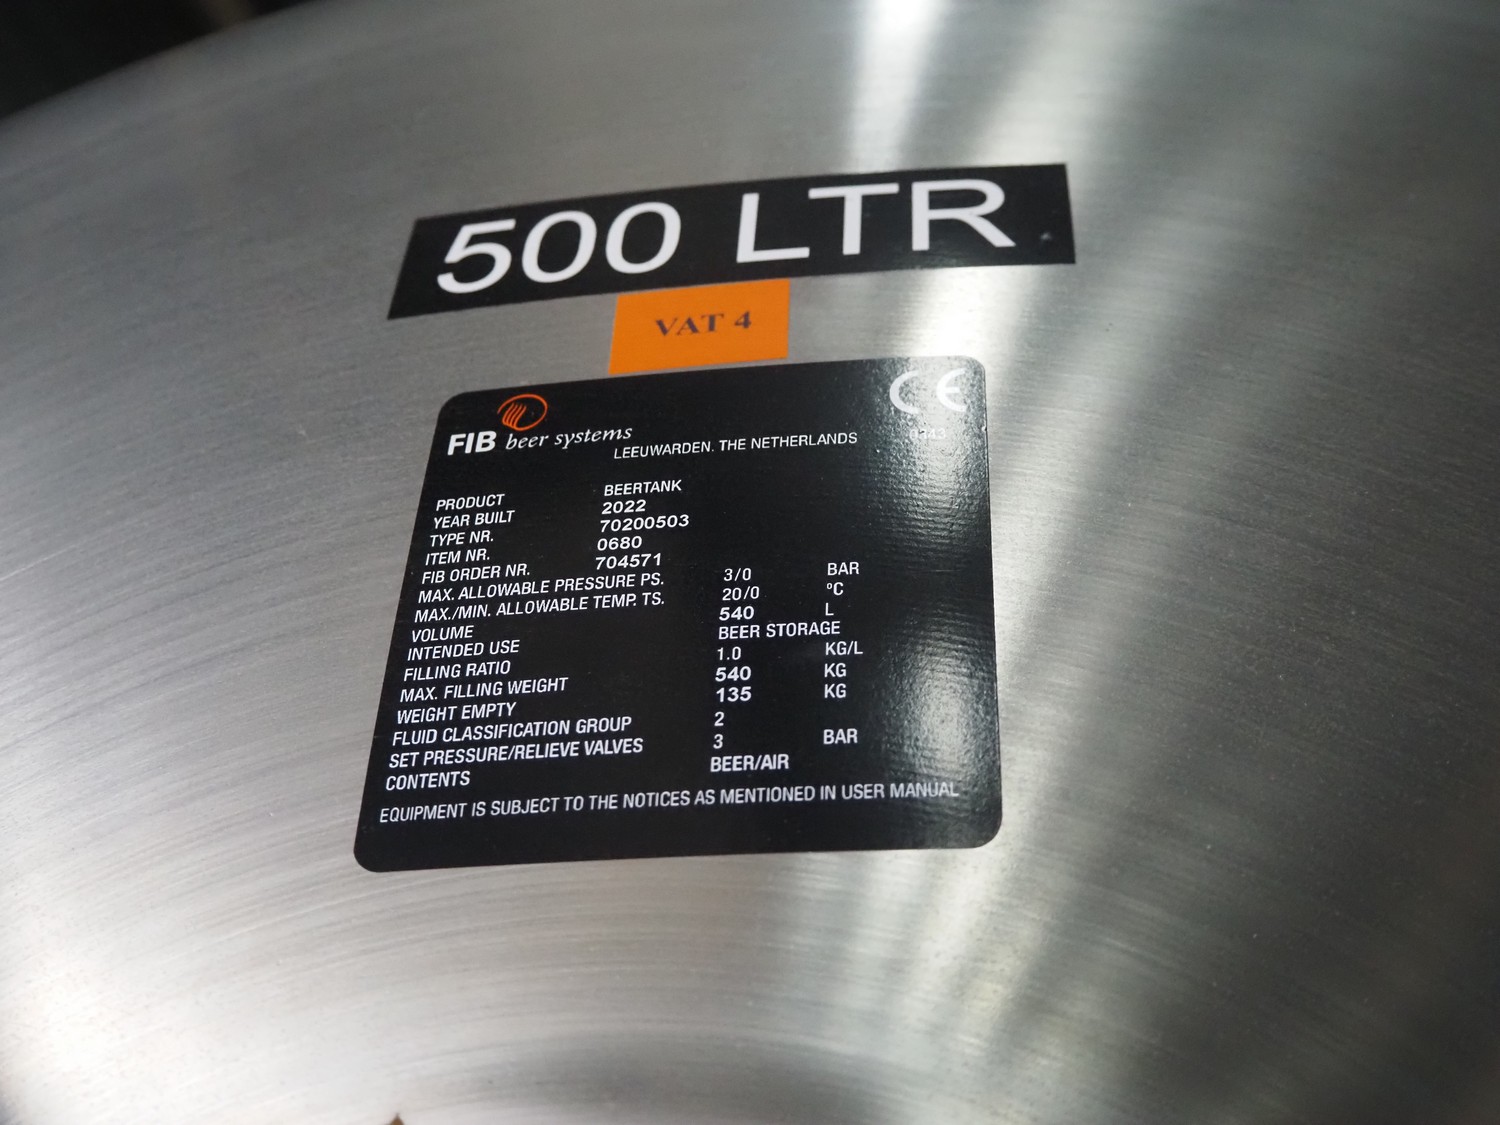 500 LTR
VAT 4
CE
0343
FIB beer systems
LEEUWARDEN. THE NETHERLANDS
PRODUCT BEERTANK
YEAR BUILT 2022
TYPE NR. 70200503
ITEM NR. 0680
FIB ORDER NR. 704571
MAX. ALLOWABLE PRESSURE PS. 3/0 BAR
MAX./MIN. ALLOWABLE TEMP. TS. 20/0 ºC
VOLUME 540 L
INTENDED USE BEER STORAGE
FILLING RATIO 1.0 KG/L
MAX. FILLING WEIGHT 540 KG
WEIGHT EMPTY 135 KG
FLUID CLASSIFICATION GROUP 2
SET PRESSURE/RELIEVE VALVES 3 BAR
CONTENTS BEER/AIR
EQUIPMENT IS SUBJECT TO THE NOTICES AS MENTIONED IN USER MANUAL